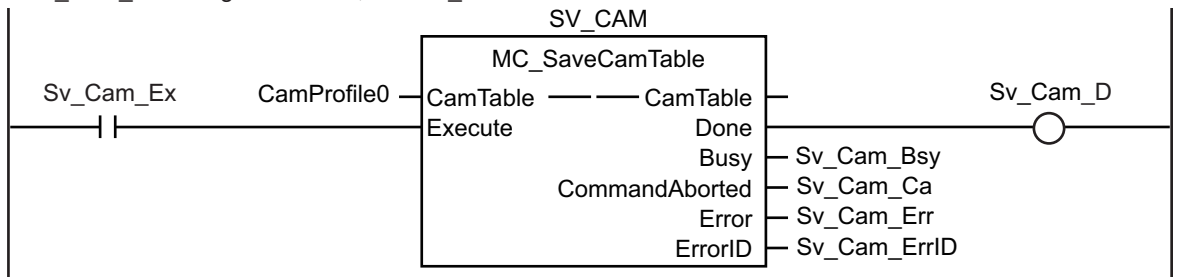 SV_CAM
MC_SaveCamTable
Sv_Cam_Ex CamProfile0 CamTable CamTable Sv_Cam_D
Execute Done
Busy Sv_Cam_Bsy
CommandAborted Sv_Cam_Ca
Error Sv_Cam_Err
ErrorID Sv_Cam_ErrID